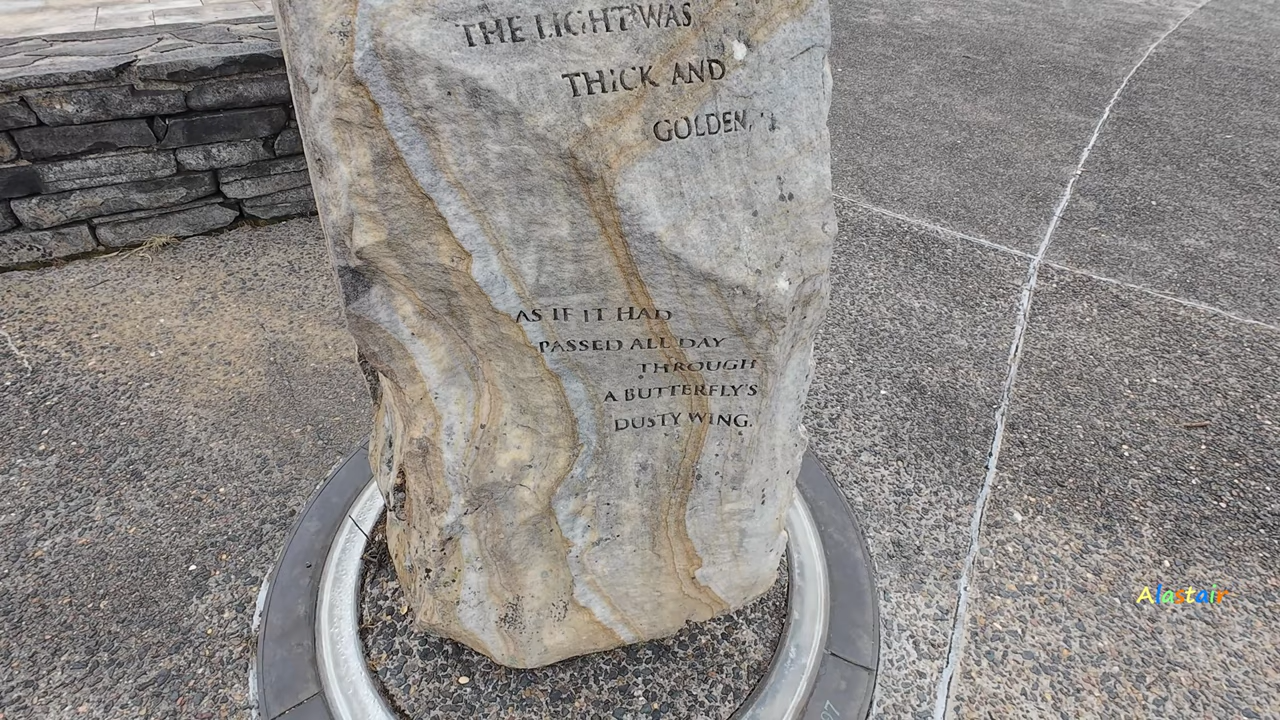 THE LIGHT WAS
THICK AND
GOLDEN,
AS IF IT HAD
PASSED ALL DAY
THROUGH
A BUTTERFLY'S
DUSTY WING.
Alastair